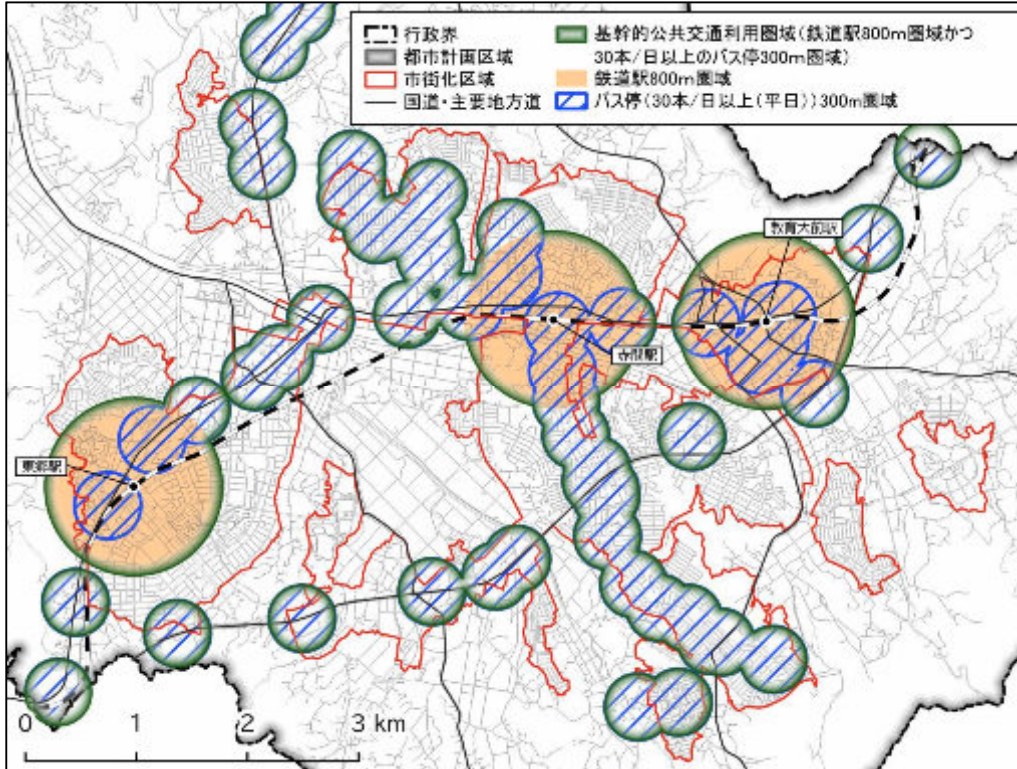 行政界
都市計画区域
市街化区域
国道・主要地方道
基幹的公共交通利用圏域(鉄道駅800m圏域かつ
30本/日以上のバス停300m圏域)
鉄道駅800m圏域
バス停(30本/日以上(平日))300m圏域
教育大前駅
赤間駅
東郷駅
0 1 2 3 km